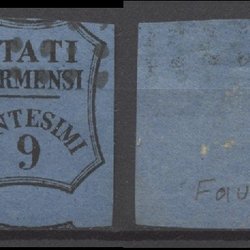 TATI
RMENSI
NTESIMI
9
Fau